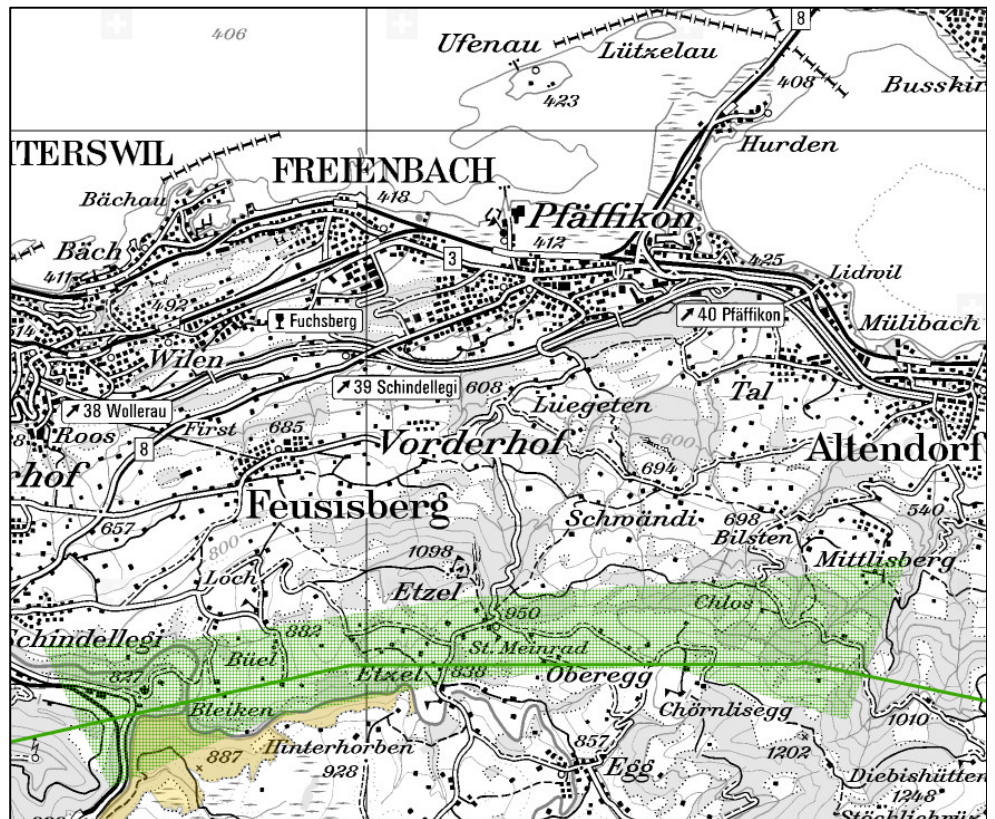 406
Ufenau
Lützelau
8
423
408
Busskir
Hurden
ITERSWIL
FREIENBACH
Bächau
418
Pfäffikon
412
Bäch
411
3
425
Lidwil
492
514
Fuchsberg
40 Pfäffikon
Mülibach
Wilen
39 Schindellegi
608
Tal
38 Wollerau
Luegeten
Roos
First
685
Vorderhof
600
Altendorf
8
rhof
694
Feusisberg
657
Schwändi
698
540
800
Bilsten
1098
Mittlisberg
Loch
Etzel
950
Chlos
Schindellegi
882
St. Meinrad
Büel
827
Etzel
838
Oberegg
Bleiken
Chörnlisegg
1010
Hinterhorben
857
887
1202
928
Egg
Diebishütten
1248